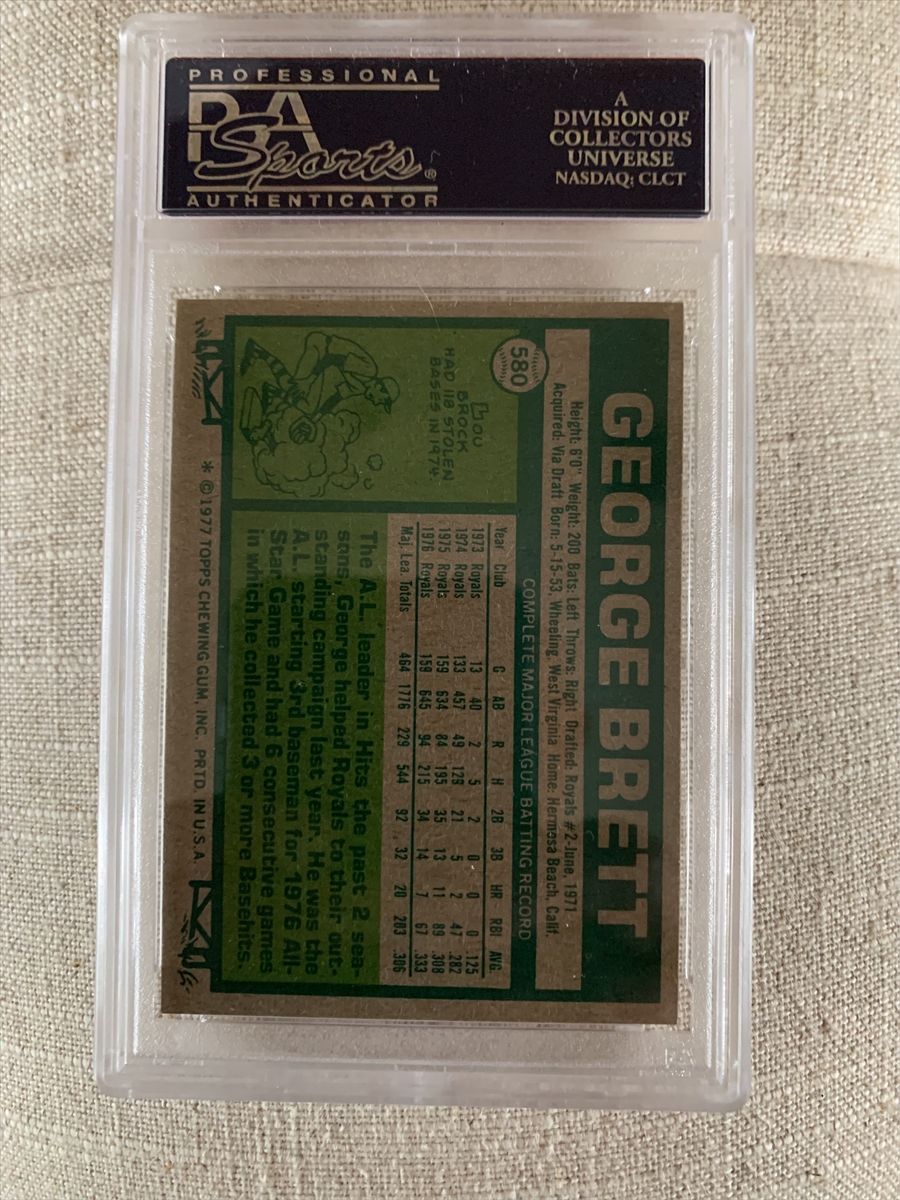 PROFESSIONAL
PSA
Sports®
AUTHENTICATOR
A
DIVISION OF
COLLECTORS
UNIVERSE
NASDAQ: CLCT
GEORGE BRETT
580
Height: 6'0" Weight: 200 Bats: Left Throws: Right Drafted: Royals #2-June, 1971
Acquired: Via Draft Born: 5-15-53, Wheeling, West Virginia Home: Hermosa Beach, Calif.
COMPLETE MAJOR LEAGUE BATTING RECORD
Year Club G AB R H 2B 3B HR RBI AVG.
1973 Royals 13 40 2 5 2 0 0 0 .125
1974 Royals 133 457 49 129 21 5 2 47 .282
1975 Royals 159 634 84 195 35 13 11 89 .308
1976 Royals 159 645 94 215 34 14 7 67 .333
Maj. Lea. Totals 464 1776 229 544 92 32 20 203 .306
LOU
BROCK
HAD 118 STOLEN
BASES IN 1974.
The A.L. leader in Hits the past 2 sea-
sons, George helped Royals to their out-
standing campaign last year. He was the
A.L. starting 3rd baseman for 1976 All-
Star Game and had 6 consecutive games
in which he collected 3 or more Basehits.
* ©1977 TOPPS CHEWING GUM, INC. PRTD. IN U.S.A.